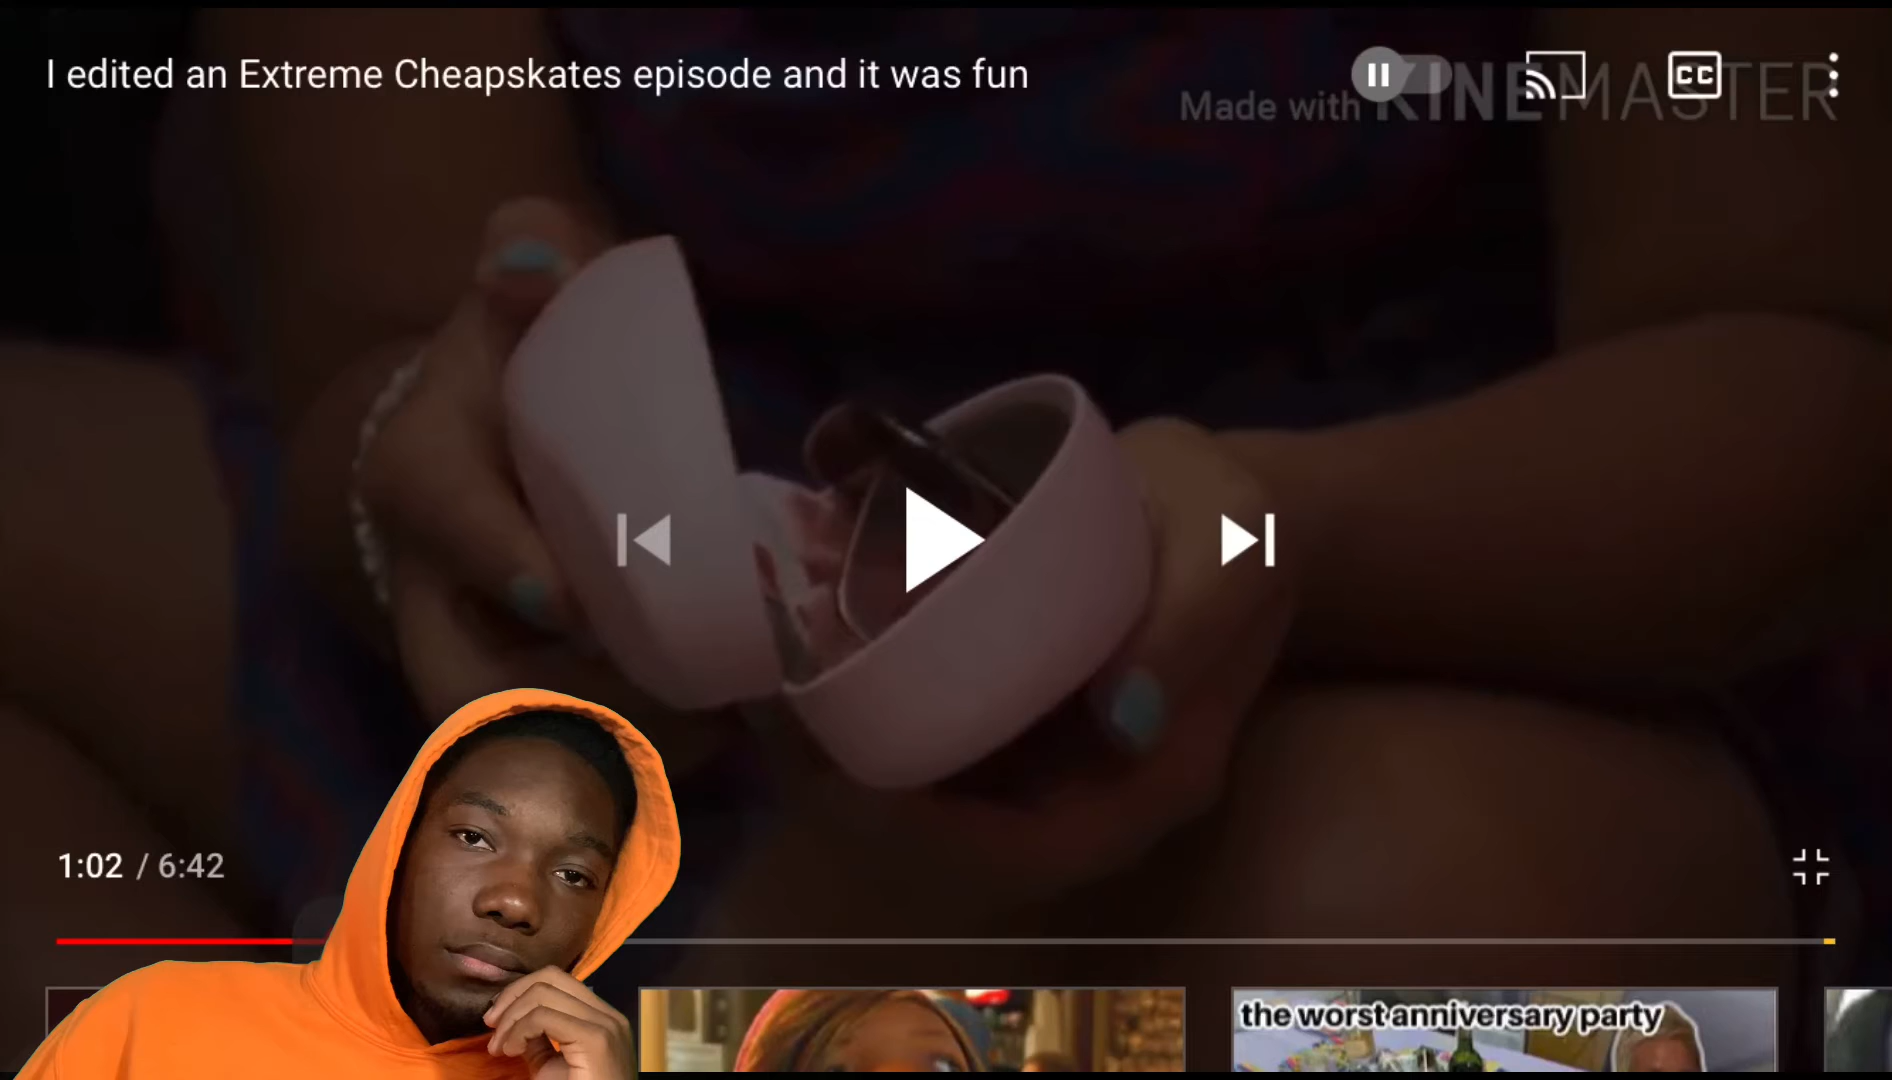 I edited an Extreme Cheapskates episode and it was fun
CC
Made with KINEMASTER
1:02 / 6:42
the worst anniversary party